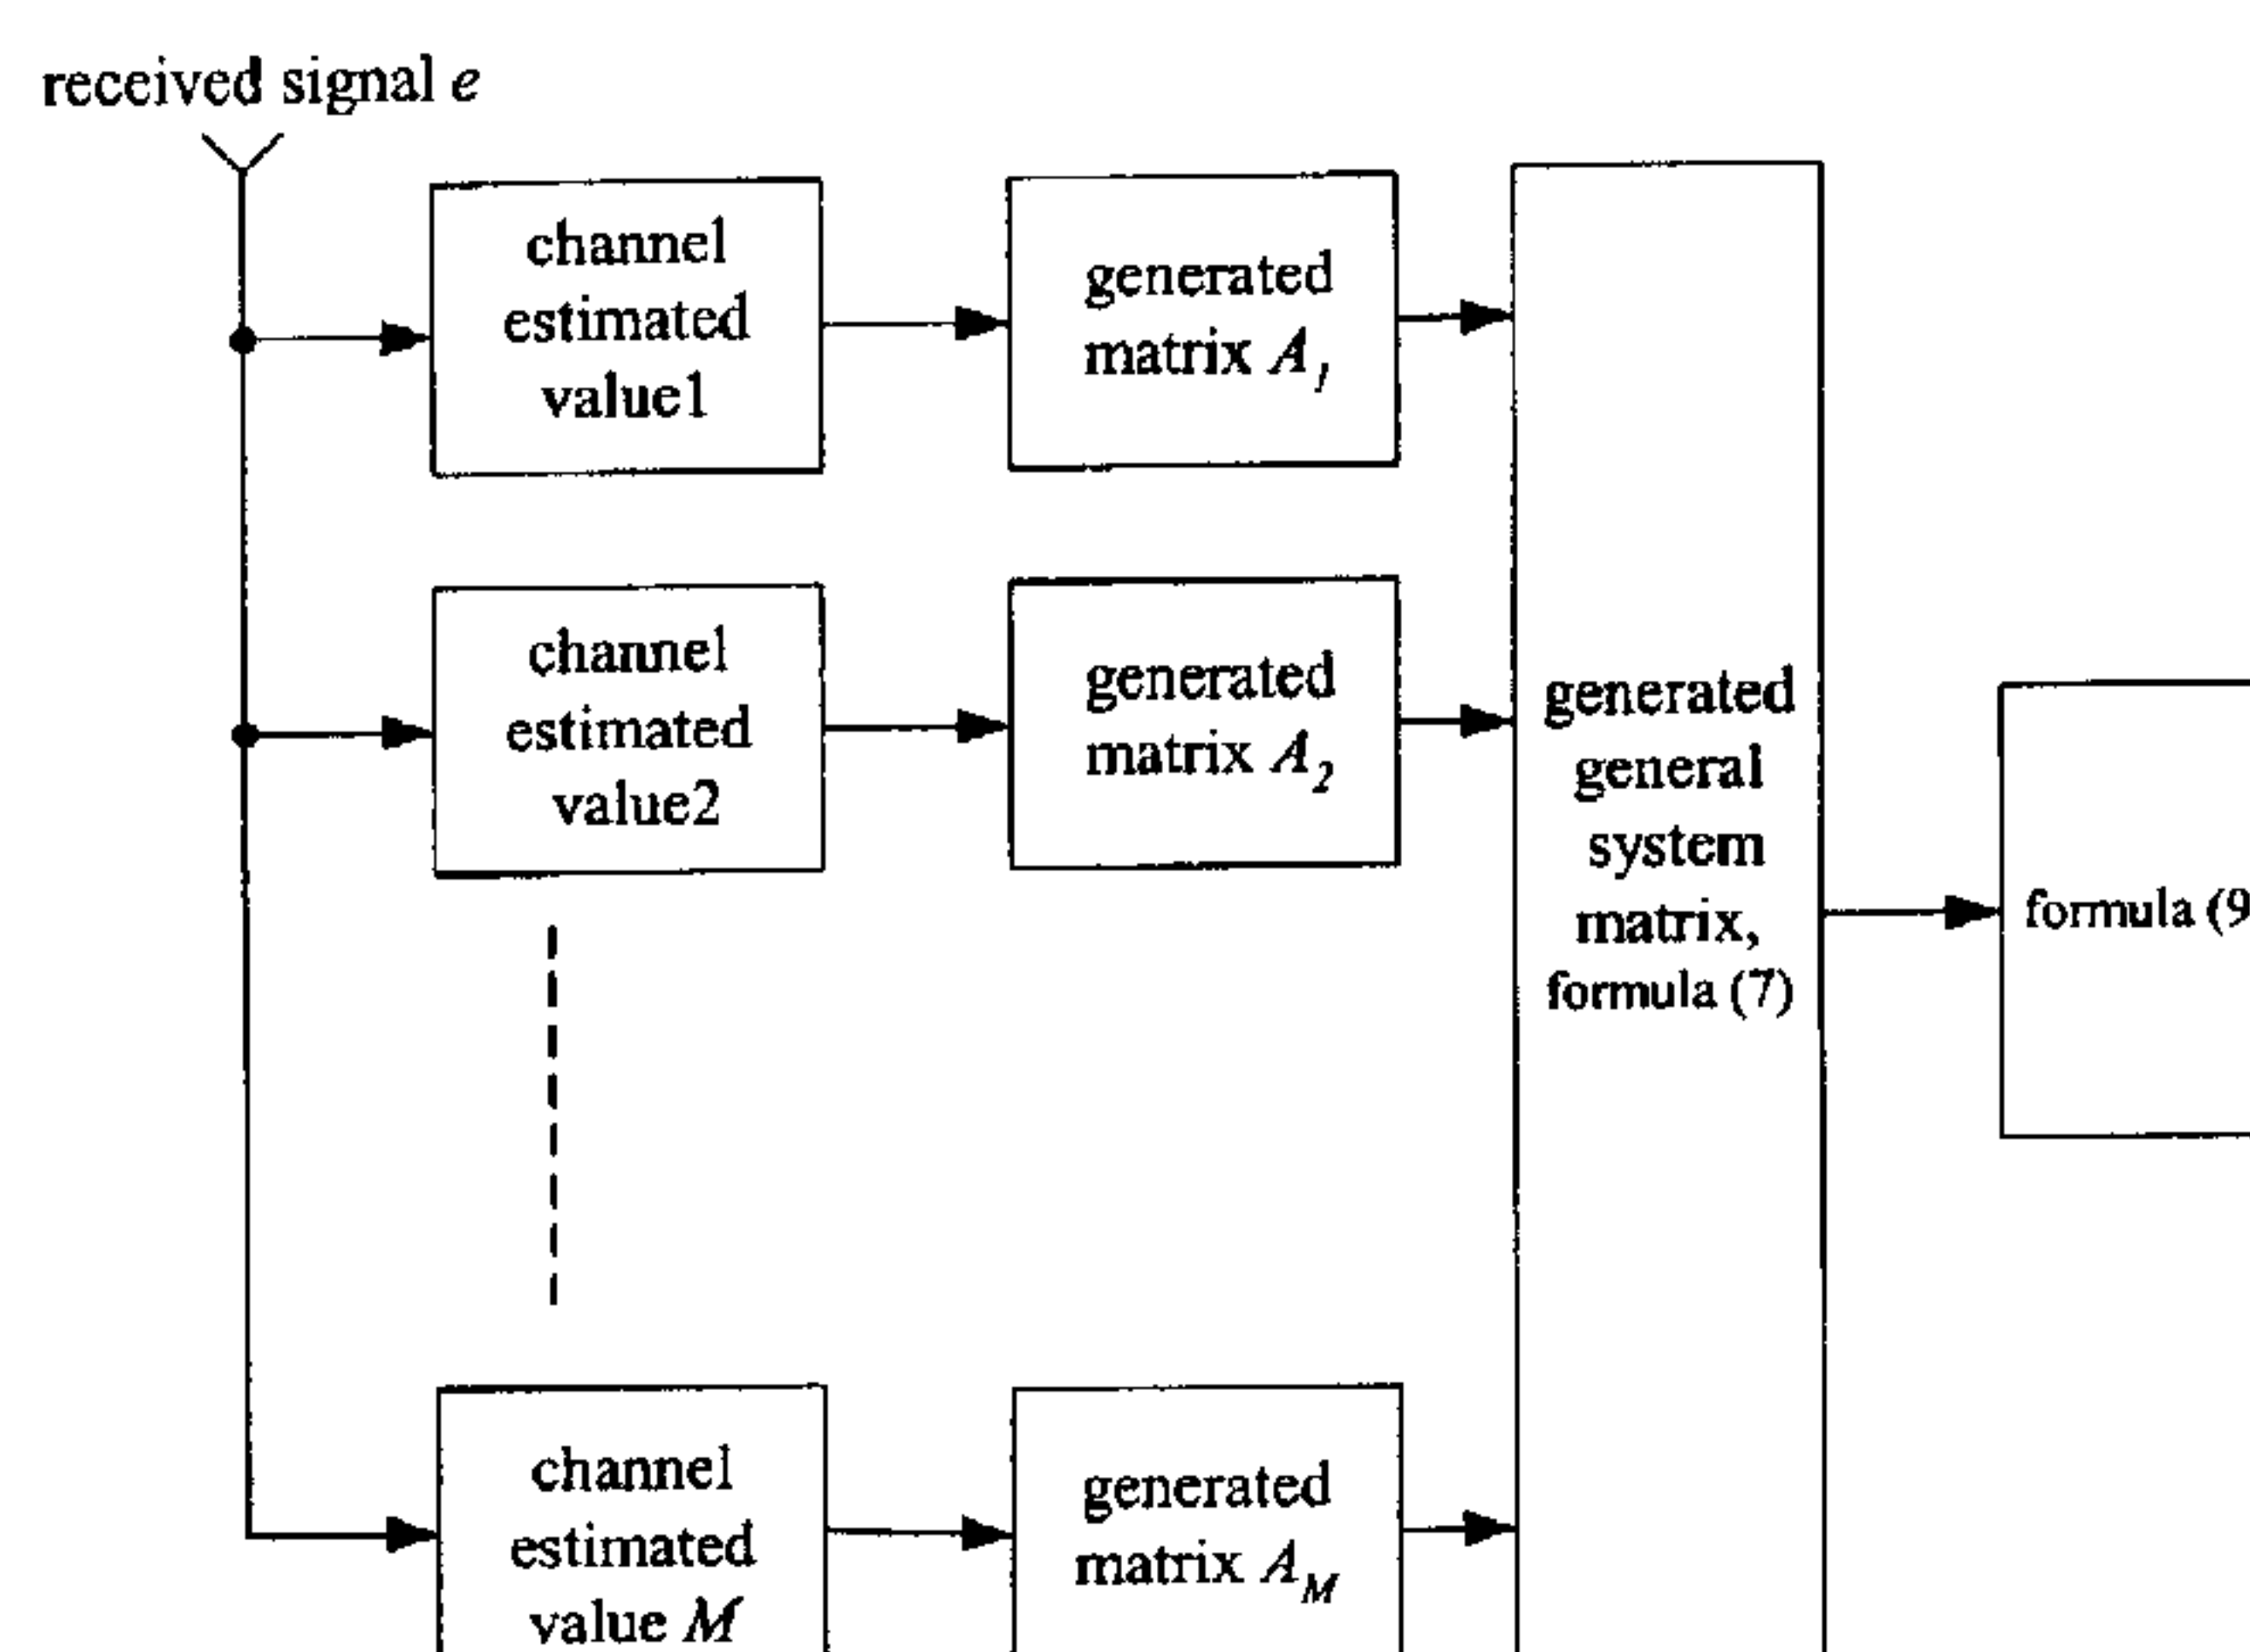 received signal e
channel
estimated
value1
generated
matrix A1
channel
estimated
value2
generated
matrix A2
generated
general
system
matrix,
formula (7)
formula (9
channel
estimated
value M
generated
matrix AM